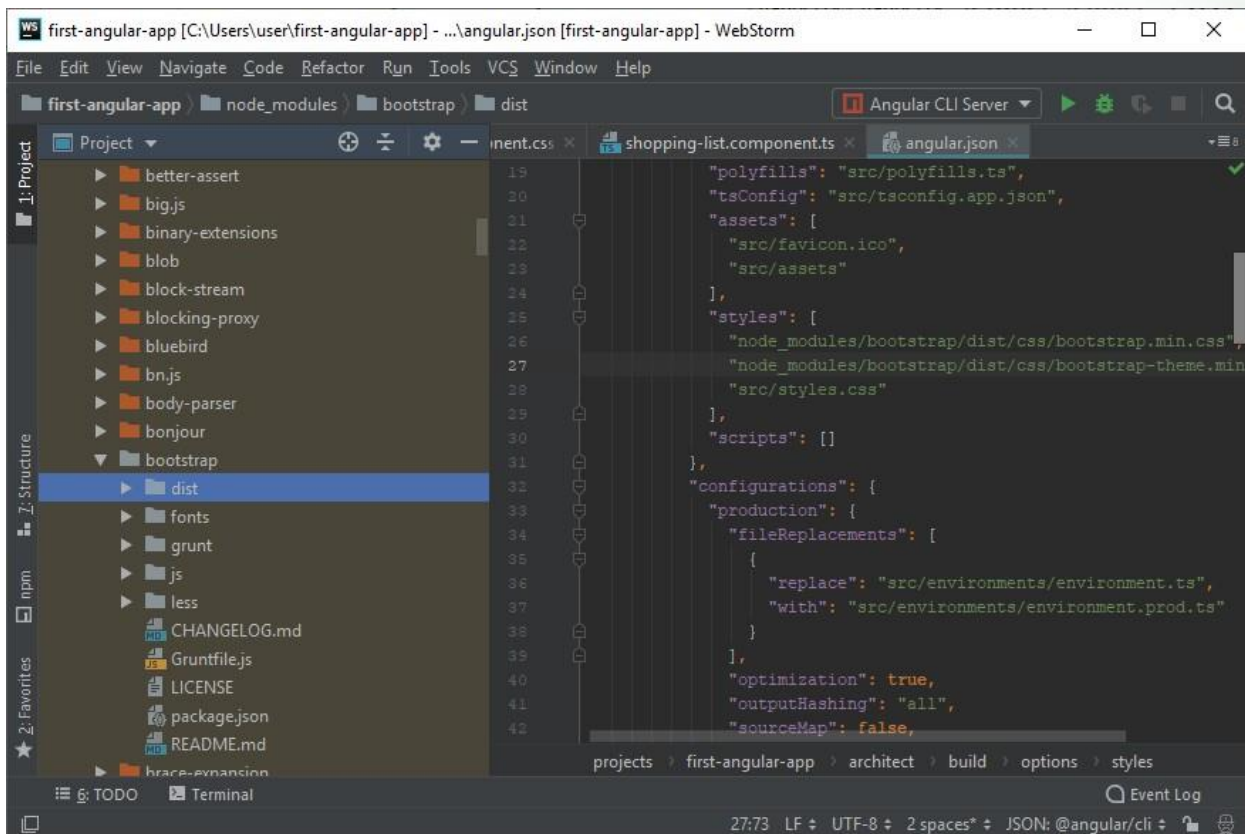 first-angular-app [C:\Users\user\first-angular-app] - ...\angular.json [first-angular-app] - WebStorm
File Edit View Navigate Code Refactor Run Tools VCS Window Help
first-angular-app node_modules bootstrap dist Angular CLI Server
1: Project
7: Structure
npm
2: Favorites
Project
better-assert
big.js
binary-extensions
blob
block-stream
blocking-proxy
bluebird
bn.js
body-parser
bonjour
bootstrap
dist
fonts
grunt
js
less
CHANGELOG.md
Gruntfile.js
LICENSE
package.json
README.md
brace-expansion
nent.css shopping-list.component.ts angular.json 8
19 "polyfills": "src/polyfills.ts",
20 "tsConfig": "src/tsconfig.app.json",
21 "assets": [
22 "src/favicon.ico",
23 "src/assets"
24 ],
25 "styles": [
26 "node_modules/bootstrap/dist/css/bootstrap.min.css",
27 "node_modules/bootstrap/dist/css/bootstrap-theme.min
28 "src/styles.css"
29 ],
30 "scripts": []
31 },
32 "configurations": {
33 "production": {
34 "fileReplacements": [
35 {
36 "replace": "src/environments/environment.ts",
37 "with": "src/environments/environment.prod.ts"
38 }
39 ],
40 "optimization": true,
41 "outputHashing": "all",
42 "sourceMap": false,
projects first-angular-app architect build options styles
6: TODO Terminal Event Log
27:73 LF UTF-8 2 spaces* JSON: @angular/cli